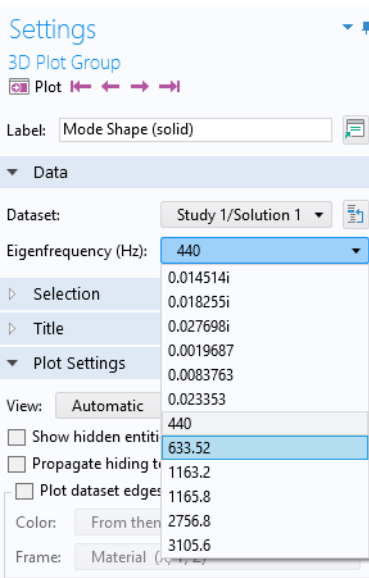 Settings
3D Plot Group
Plot
Label: Mode Shape (solid)
Data
Dataset: Study 1/Solution 1
Eigenfrequency (Hz): 440
0.014514i
Selection
0.018255i
0.027698i
Title
0.0019687
Plot Settings
0.0083763
0.023353
View: Automatic
440
Show hidden entiti
633.52
Propagate hiding t
1163.2
Plot dataset edges
1165.8
Color: From then
2756.8
Frame: Material (X, Y, Z)
3105.6